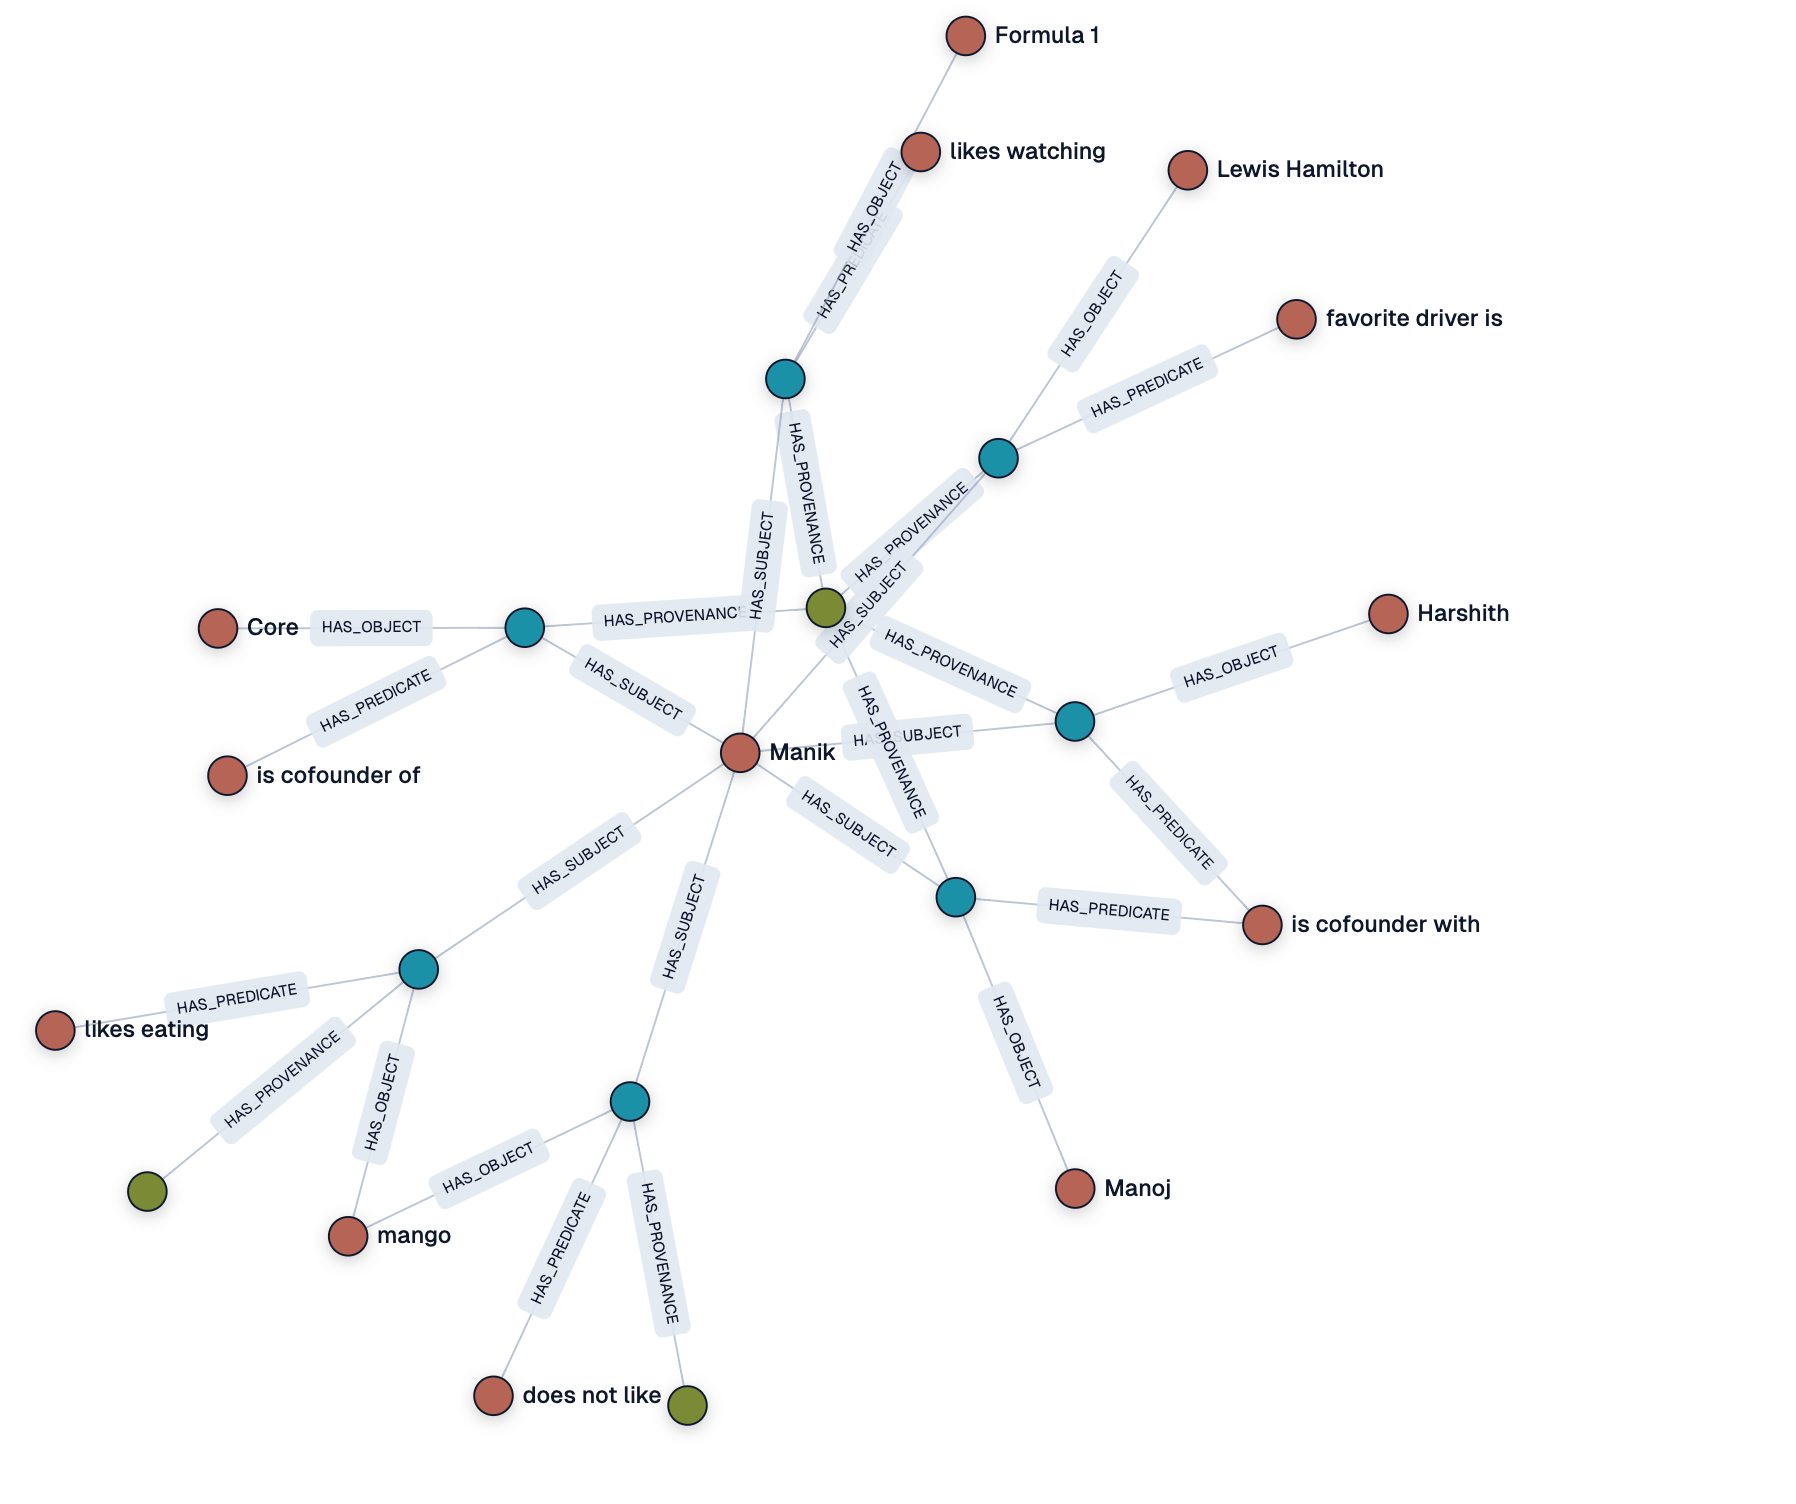 Formula 1
likes watching
Lewis Hamilton
HAS_OBJECT
HAS_PREDICATE
HAS_OBJECT
favorite driver is
HAS_PREDICATE
HAS_PROVENANCE
HAS_PROVENANCE
HAS_SUBJECT
HAS_SUBJECT
Core
HAS_OBJECT
HAS_PROVENANCE
Harshith
HAS_OBJECT
HAS_PROVENANCE
HAS_SUBJECT
HAS_PREDICATE
is cofounder of
Manik
HAS_SUBJECT
HAS_PROVENANCE
HAS_PREDICATE
HAS_SUBJECT
HAS_SUBJECT
HAS_SUBJECT
HAS_PREDICATE
is cofounder with
HAS_PREDICATE
likes eating
HAS_PROVENANCE
HAS_OBJECT
HAS_OBJECT
HAS_OBJECT
Manoj
mango
HAS_PREDICATE
HAS_PROVENANCE
does not like